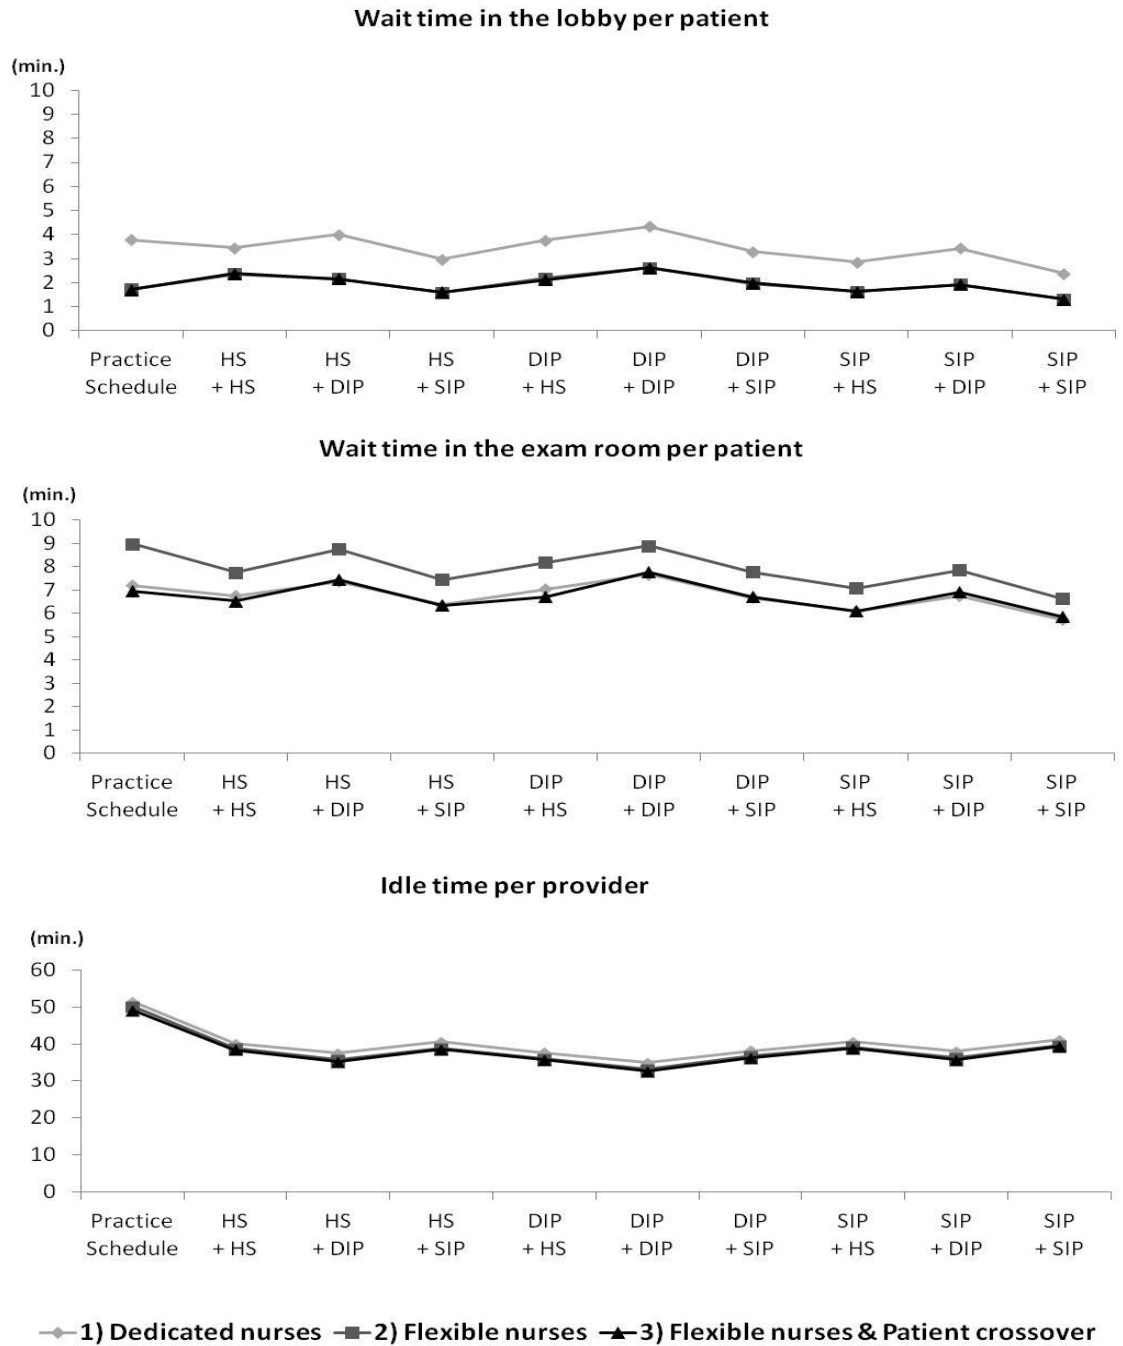 Wait time in the lobby per patient
(min.)
10
9
8
7
6
5
4
3
2
1
0
Practice HS HS HS DIP DIP DIP SIP SIP SIP
Schedule + HS + DIP + SIP + HS + DIP + SIP + HS + DIP + SIP
Wait time in the exam room per patient
(min.)
10
9
8
7
6
5
4
3
2
1
0
Practice HS HS HS DIP DIP DIP SIP SIP SIP
Schedule + HS + DIP + SIP + HS + DIP + SIP + HS + DIP + SIP
Idle time per provider
(min.)
60
50
40
30
20
10
0
Practice HS HS HS DIP DIP DIP SIP SIP SIP
Schedule + HS + DIP + SIP + HS + DIP + SIP + HS + DIP + SIP
1) Dedicated nurses 2) Flexible nurses 3) Flexible nurses & Patient crossover